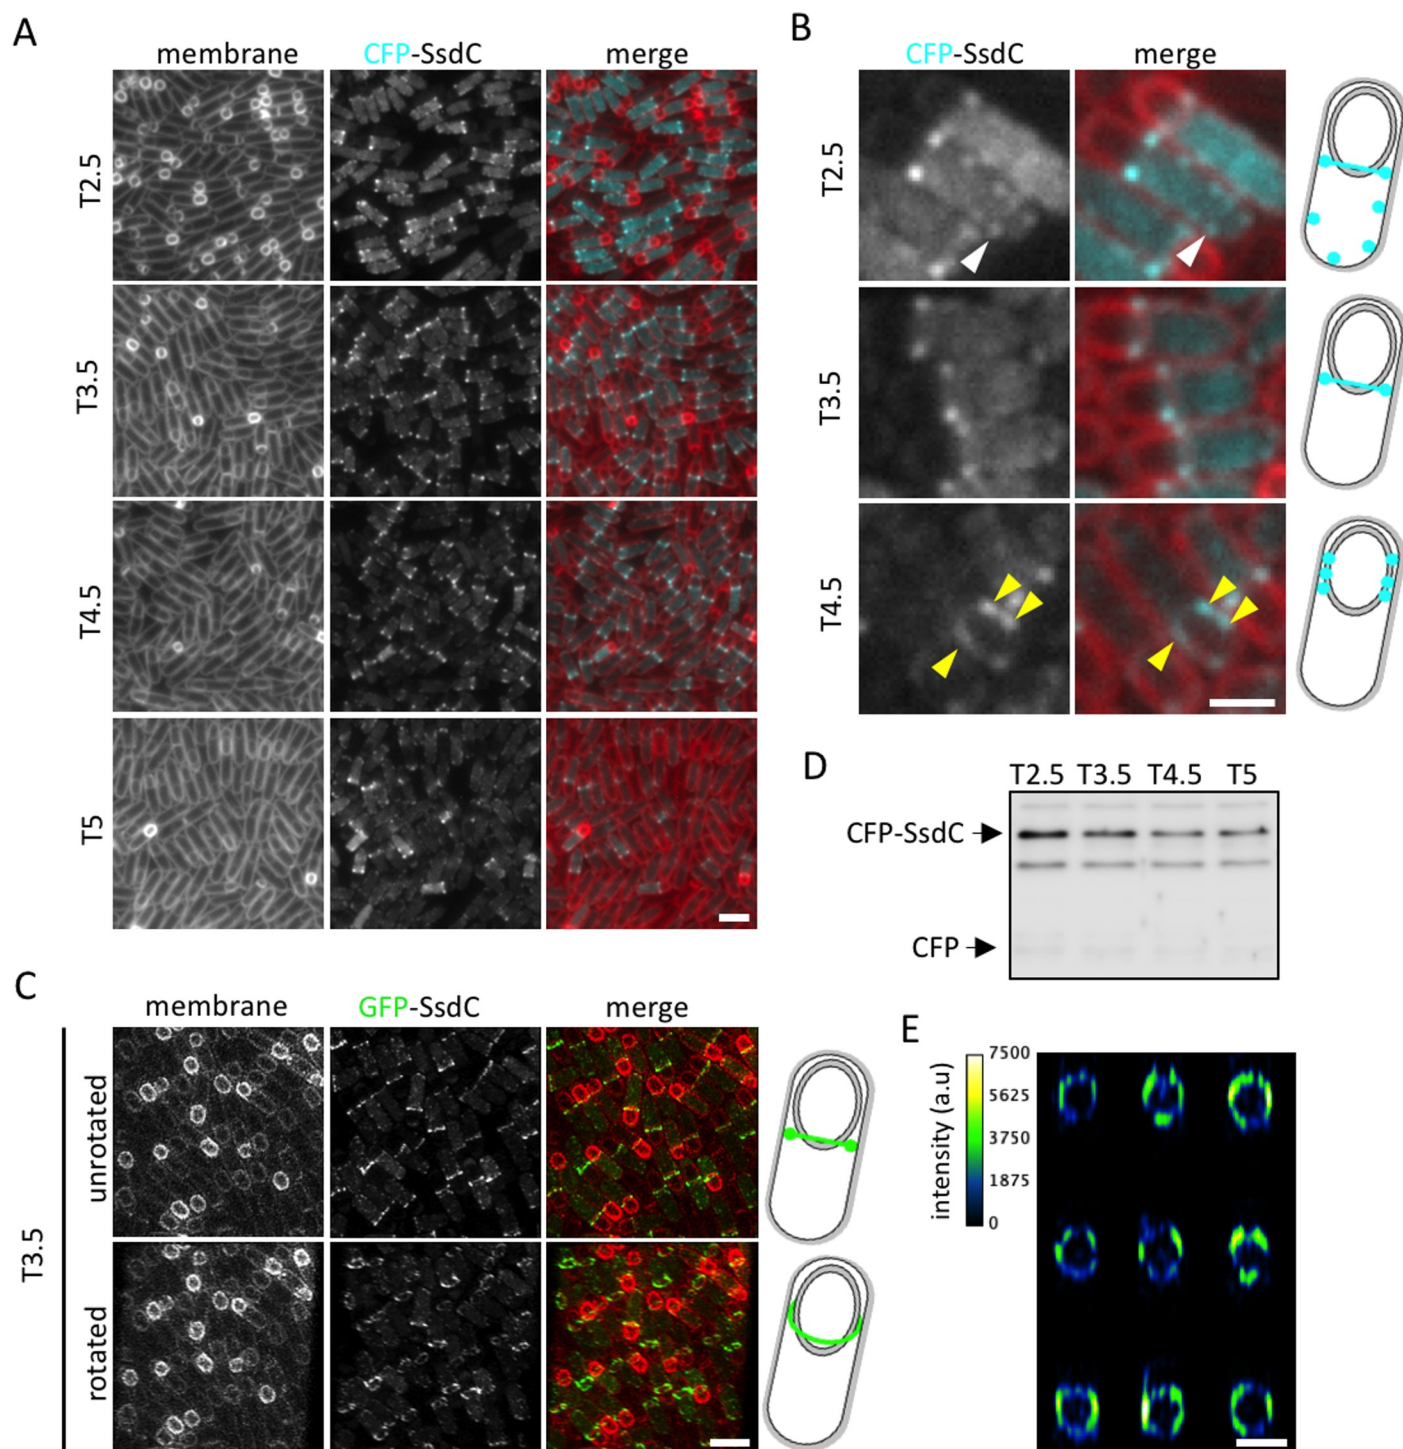 A
membrane
CFP-SsdC
merge
T2.5
T3.5
T4.5
T5
B
CFP-SsdC
merge
T2.5
T3.5
T4.5
D
T2.5 T3.5 T4.5 T5
CFP-SsdC
CFP
C
membrane
GFP-SsdC
merge
T3.5
unrotated
rotated
E
intensity (a.u)
7500
5625
3750
1875
0